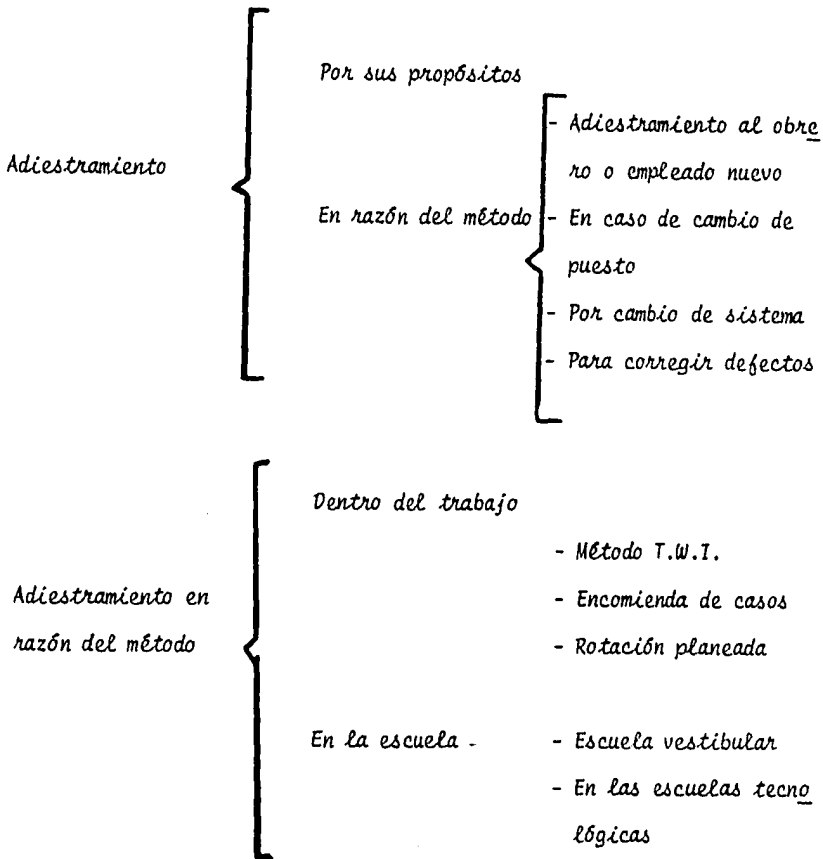 Por sus propósitos
- Adiestramiento al obre
Adiestramiento
ro o empleado nuevo
En razón del método
- En caso de cambio de
puesto
- Por cambio de sistema
- Para corregir defectos
Dentro del trabajo
- Método T.W.I.
Adiestramiento en
- Encomienda de casos
razón del método
- Rotación planeada
En la escuela -
- Escuela vestibular
- En las escuelas tecno
lógicas